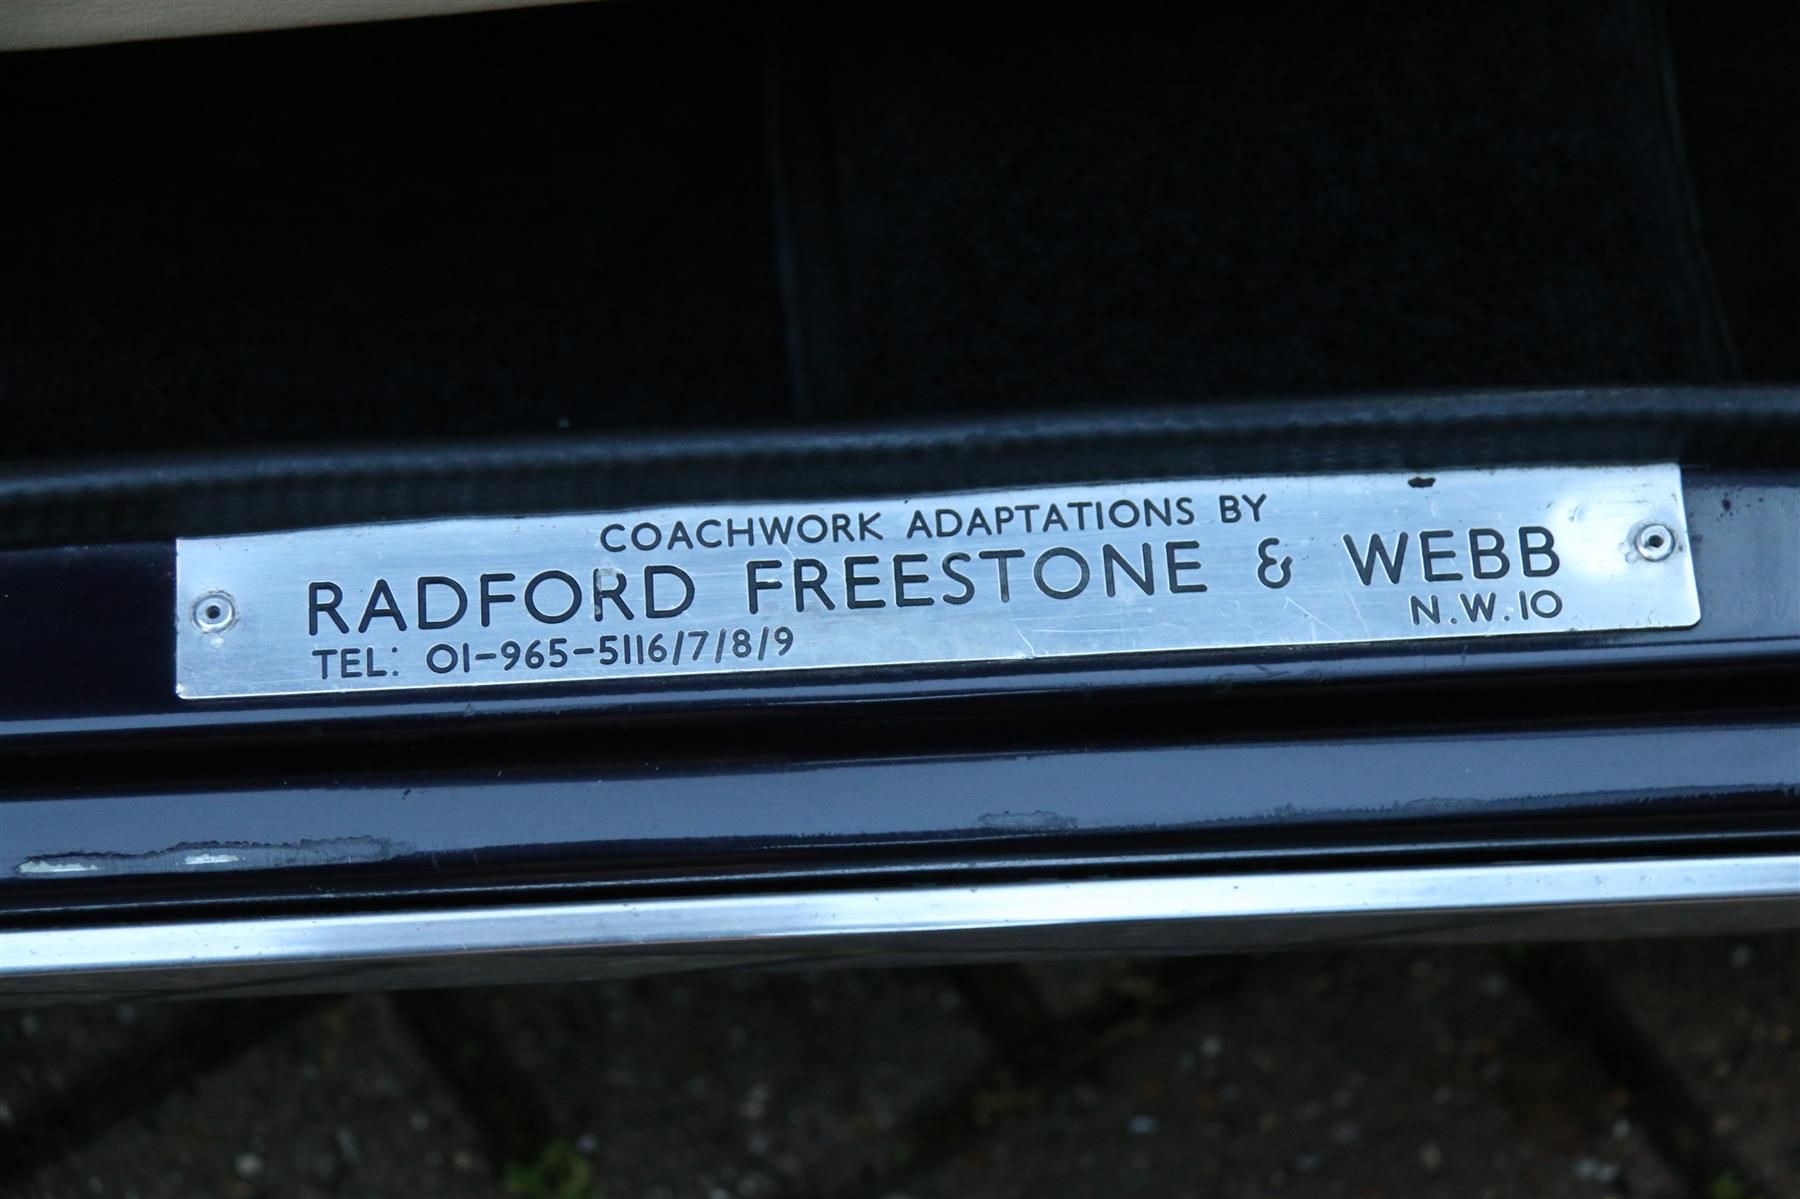 COACHWORK ADAPTATIONS BY
RADFORD FREESTONE & WEBB
TEL: 01-965-5116/7/8/9 N.W.10